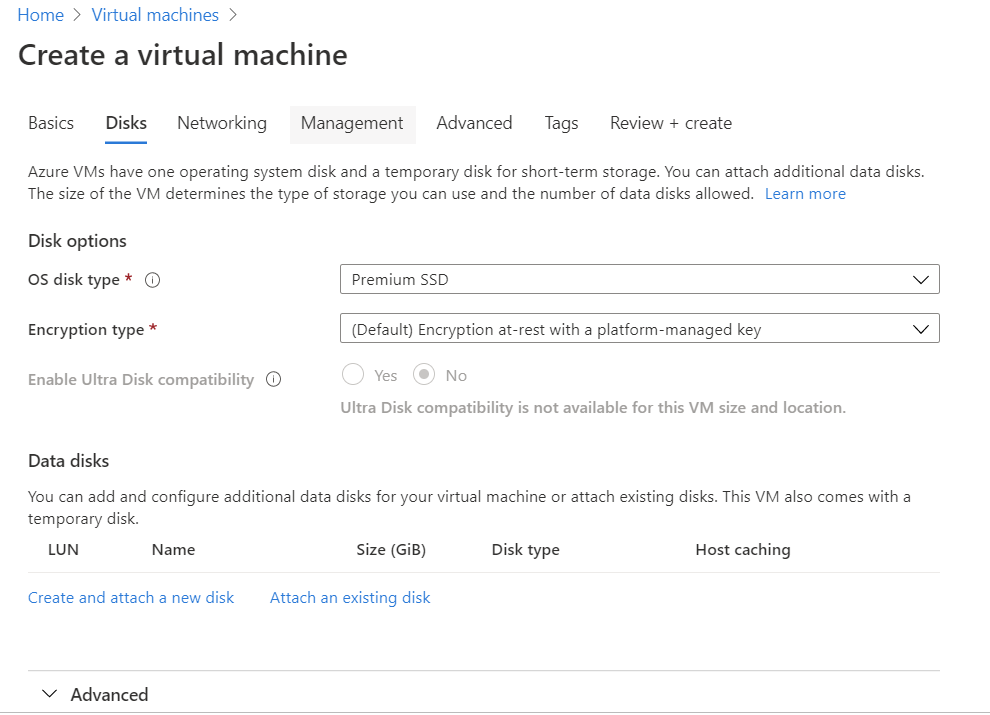 Home > Virtual machines >
Create a virtual machine
Basics Disks Networking Management Advanced Tags Review + create
Azure VMs have one operating system disk and a temporary disk for short-term storage. You can attach additional data disks.
The size of the VM determines the type of storage you can use and the number of data disks allowed. Learn more
Disk options
OS disk type * Premium SSD
Encryption type * (Default) Encryption at-rest with a platform-managed key
Enable Ultra Disk compatibility Yes No
Ultra Disk compatibility is not available for this VM size and location.
Data disks
You can add and configure additional data disks for your virtual machine or attach existing disks. This VM also comes with a
temporary disk.
LUN Name Size (GiB) Disk type Host caching
Create and attach a new disk Attach an existing disk
Advanced